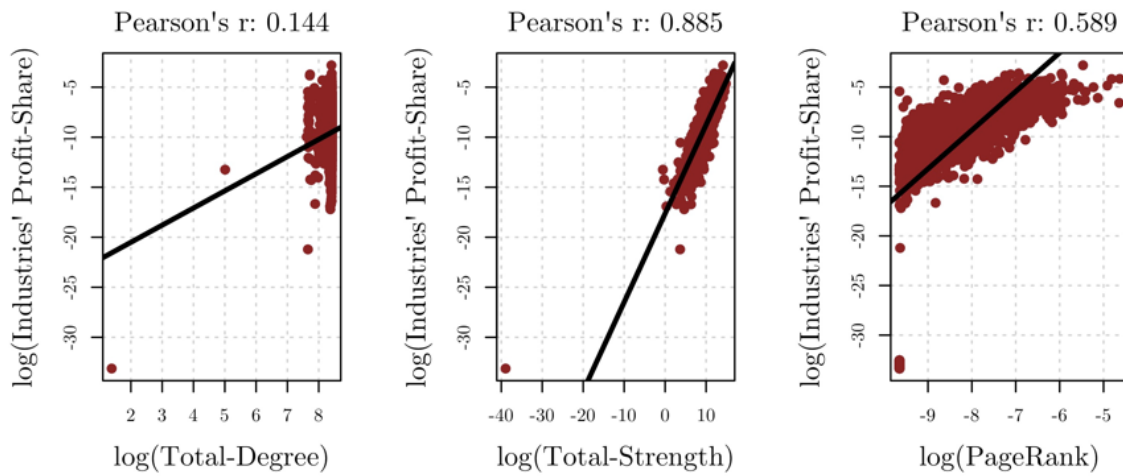 Pearson's r: 0.144
log(Industries' Profit-Share)
-5
-10
-15
-20
-25
-30
2 3 4 5 6 7 8
log(Total-Degree)
Pearson's r: 0.885
log(Industries' Profit-Share)
-5
-10
-15
-20
-25
-30
-40 -30 -20 -10 0 10
log(Total-Strength)
Pearson's r: 0.589
log(Industries' Profit-Share)
-5
-10
-15
-20
-25
-30
-9 -8 -7 -6 -5
log(PageRank)